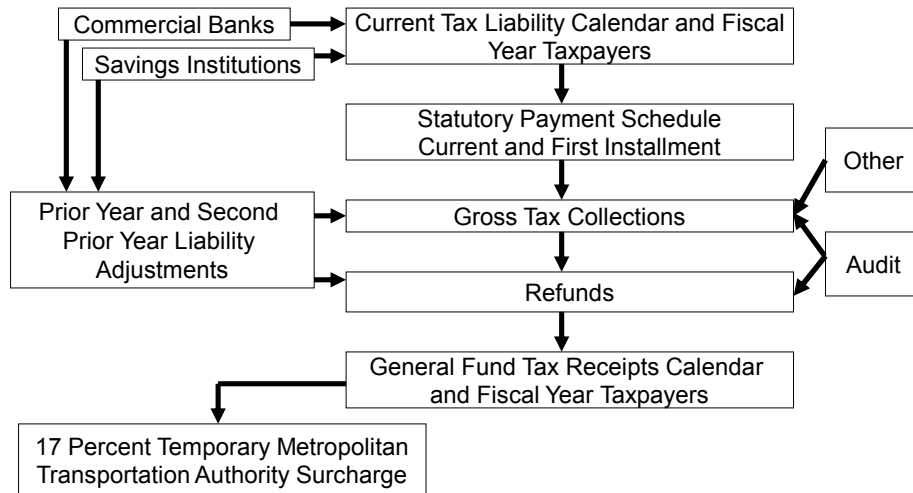 Commercial Banks
Current Tax Liability Calendar and Fiscal
Year Taxpayers
Savings Institutions
Statutory Payment Schedule
Current and First Installment
Other
Prior Year and Second
Prior Year Liability
Adjustments
Gross Tax Collections
Audit
Refunds
General Fund Tax Receipts Calendar
and Fiscal Year Taxpayers
17 Percent Temporary Metropolitan
Transportation Authority Surcharge